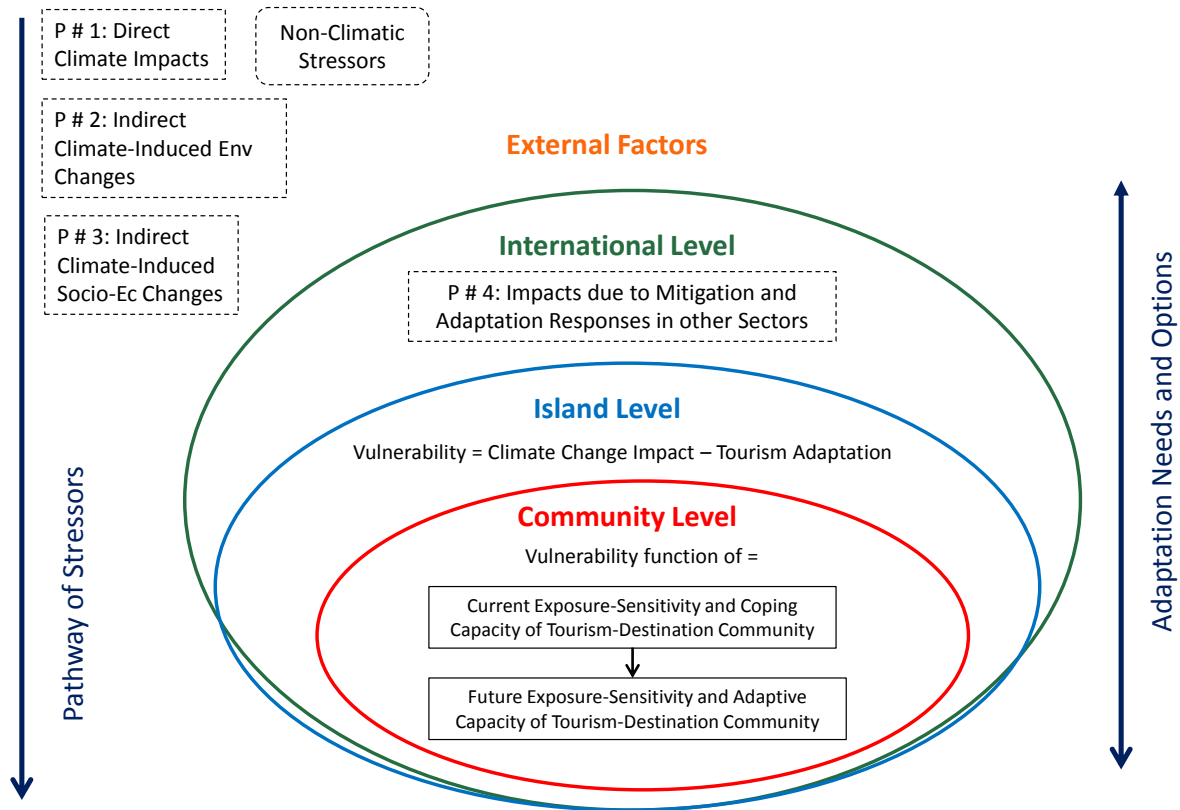 P # 1: Direct
Climate Impacts
Non-Climatic
Stressors
P # 2: Indirect
Climate-Induced Env
Changes
P # 3: Indirect
Climate-Induced
Socio-Ec Changes
External Factors
International Level
P # 4: Impacts due to Mitigation and
Adaptation Responses in other Sectors
Island Level
Vulnerability = Climate Change Impact – Tourism Adaptation
Community Level
Vulnerability function of =
Current Exposure-Sensitivity and Coping
Capacity of Tourism-Destination Community
Future Exposure-Sensitivity and Adaptive
Capacity of Tourism-Destination Community
Pathway of Stressors
Adaptation Needs and Options